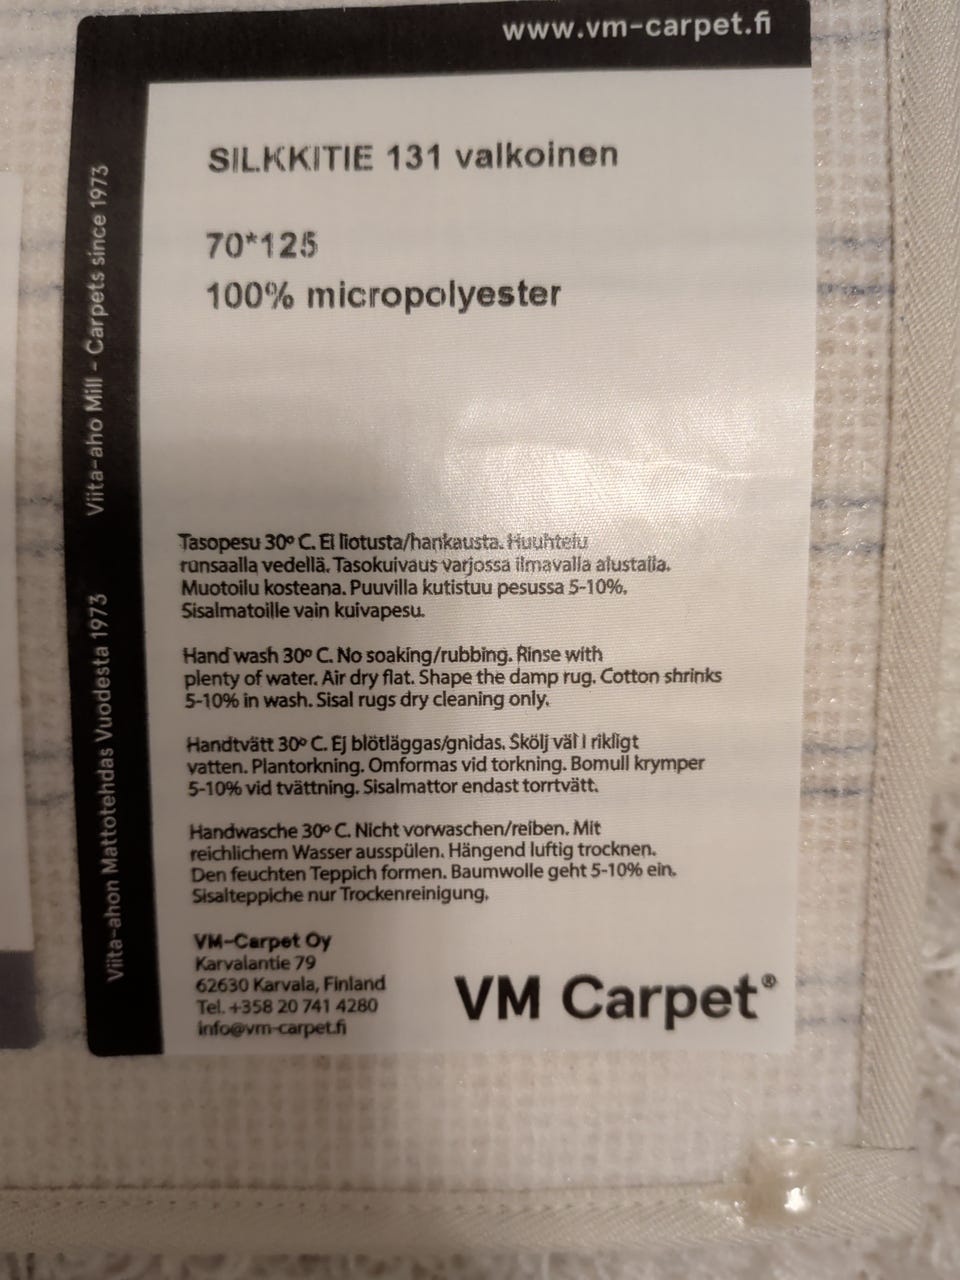 www.vm-carpet.fi
SILKKITIE 131 valkoinen
70*125
100% micropolyester
Tasopesu 30º C. Ei liotusta/hankausta. Huuhtelu
runsaalla vedellä. Tasokuivaus varjossa ilmavalla alustalla.
Muotoilu kosteana. Puuvilla kutistuu pesussa 5-10%.
Sisalmatoille vain kuivapesu.
Hand wash 30º C. No soaking/rubbing. Rinse with
plenty of water. Air dry flat. Shape the damp rug. Cotton shrinks
5-10% in wash. Sisal rugs dry cleaning only.
Handtvätt 30º C. Ej blötläggas/gnidas. Skölj väl i rikligt
vatten. Plantorkning. Omformas vid torkning. Bomull krymper
5-10% vid tvättning. Sisalmattor endast torrtvätt.
Handwasche 30º C. Nicht vorwaschen/reiben. Mit
reichlichem Wasser ausspülen. Hängend luftig trocknen.
Den feuchten Teppich formen. Baumwolle geht 5-10% ein.
Sisalteppiche nur Trockenreinigung.
VM-Carpet Oy
Karvalantie 79
62630 Karvala, Finland
Tel. +358 20 741 4280
info@vm-carpet.fi
VM Carpet®
Viita-ahon Mattotehdas Vuodesta 1973
Viita-aho Mill - Carpets since 1973